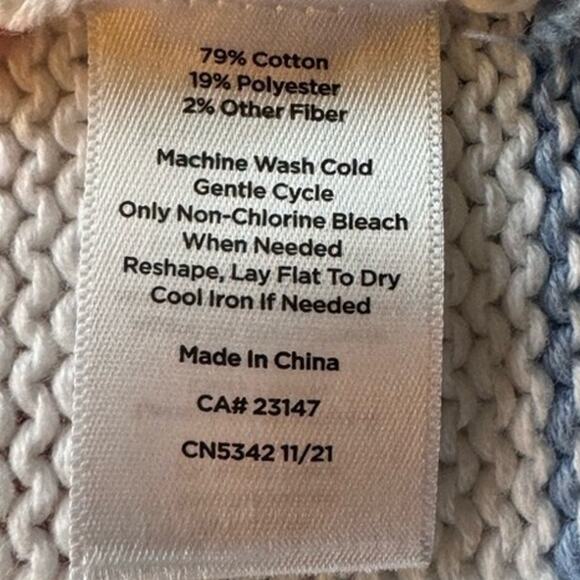 79% Cotton
19% Polyester
2% Other Fiber
Machine Wash Cold
Gentle Cycle
Only Non-Chlorine Bleach
When Needed
Reshape, Lay Flat To Dry
Cool Iron If Needed
Made In China
CA# 23147
CN5342 11/21